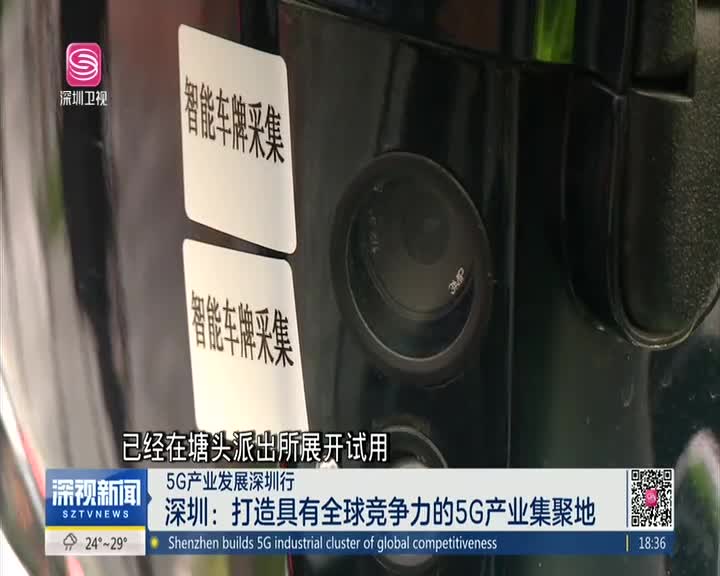 深圳卫视
智能车牌采集
智能车牌采集
3MP
已经在塘头派出所展开试用
深视新闻
SZTVNEWS
5G产业发展深圳行
深圳：打造具有全球竞争力的5G产业集聚地
24°~29°
Shenzhen builds 5G industrial cluster of global competitiveness
18:36